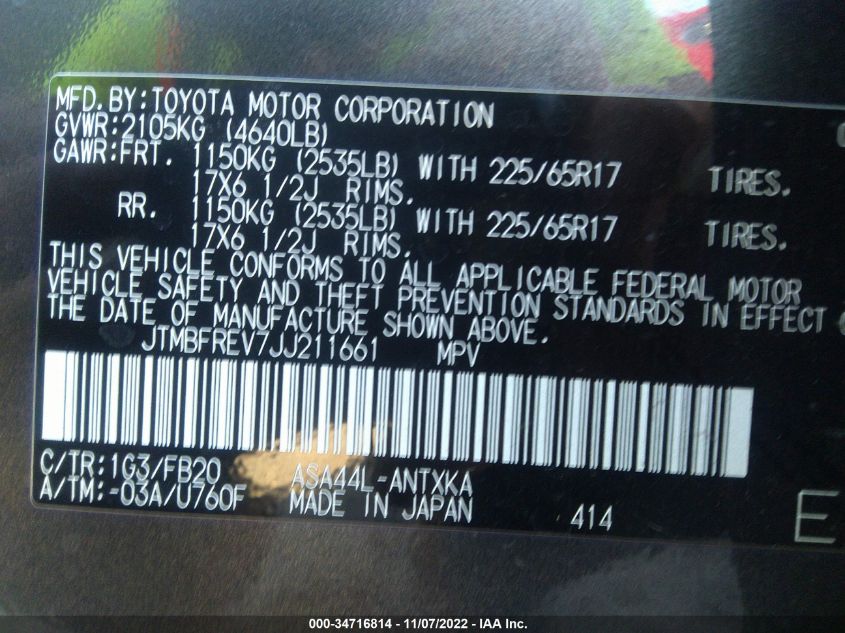 MFD.BY:TOYOTA MOTOR CORPORATION
GVWR:2105KG (4640LB)
GAWR:FRT. 1150KG (2535LB) WITH 225/65R17 TIRES.
17X6 1/2J RIMS.
RR. 1150KG (2535LB) WITH 225/65R17 TIRES.
17X6 1/2J RIMS.
THIS VEHICLE CONFORMS TO ALL APPLICABLE FEDERAL MOTOR
VEHICLE SAFETY AND THEFT PREVENTION STANDARDS IN EFFECT
THE DATE OF MANUFACTURE SHOWN ABOVE.
JTMBFREV7JJ211661 MPV
C/TR:1G3/FB20 ASA44L-ANTXKA
A/TM:-03A/U760F MADE IN JAPAN 414
E
000-34716814 - 11/07/2022 - IAA Inc.